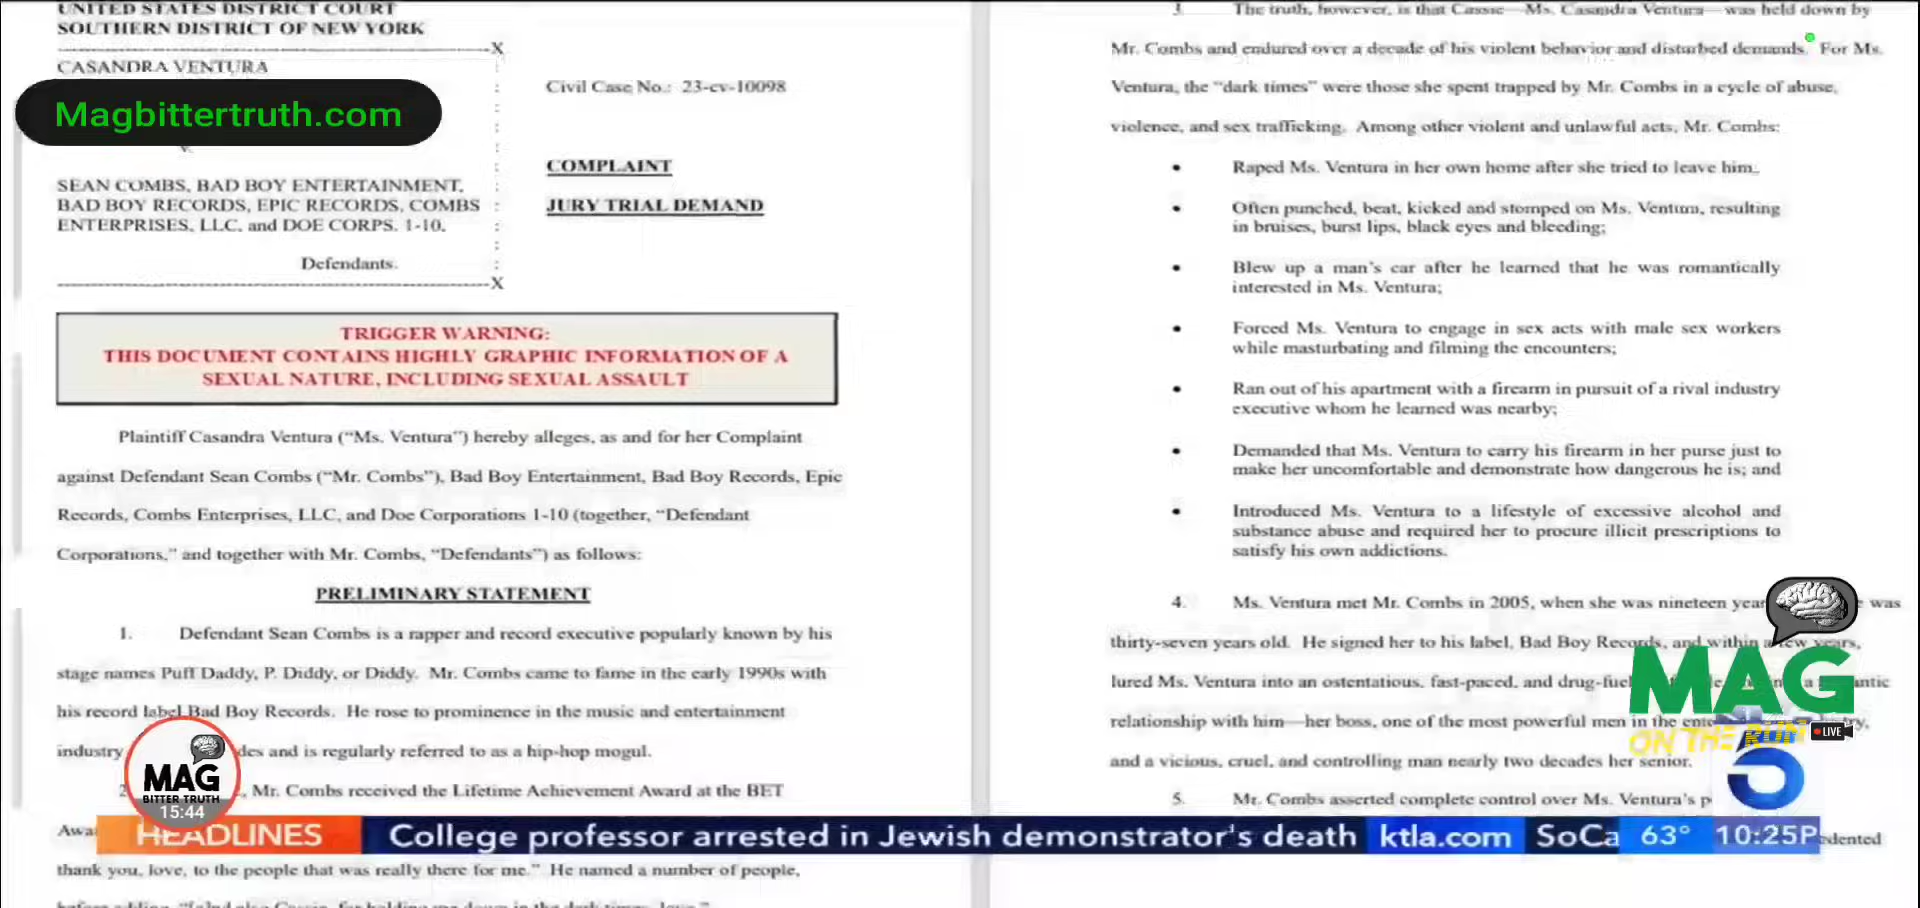 UNITED STATES DISTRICT COURT
SOUTHERN DISTRICT OF NEW YORK
X
CASANDRA VENTURA
Magbittertruth.com
v.
SEAN COMBS, BAD BOY ENTERTAINMENT,
BAD BOY RECORDS, EPIC RECORDS, COMBS
ENTERPRISES, LLC, and DOE CORPS. 1-10,
Defendants.
X
Civil Case No.: 23-cv-10098
COMPLAINT
JURY TRIAL DEMAND
TRIGGER WARNING:
THIS DOCUMENT CONTAINS HIGHLY GRAPHIC INFORMATION OF A
SEXUAL NATURE, INCLUDING SEXUAL ASSAULT
Plaintiff Casandra Ventura (“Ms. Ventura”) hereby alleges, as and for her Complaint
against Defendant Sean Combs (“Mr. Combs”), Bad Boy Entertainment, Bad Boy Records, Epic
Records, Combs Enterprises, LLC, and Doe Corporations 1-10 (together, “Defendant
Corporations,” and together with Mr. Combs, “Defendants”) as follows:
PRELIMINARY STATEMENT
1. Defendant Sean Combs is a rapper and record executive popularly known by his
stage names Puff Daddy, P. Diddy, or Diddy. Mr. Combs came to fame in the early 1990s with
his record label Bad Boy Records. He rose to prominence in the music and entertainment
industry des and is regularly referred to as a hip-hop mogul.
2 , Mr. Combs received the Lifetime Achievement Award at the BET
Awa
thank you, love, to the people that was really there for me.” He named a number of people,
3. The truth, however, is that Cassie—Ms. Casandra Ventura—was held down by
Mr. Combs and endured over a decade of his violent behavior and disturbed demands. For Ms.
Ventura, the “dark times” were those she spent trapped by Mr. Combs in a cycle of abuse,
violence, and sex trafficking. Among other violent and unlawful acts, Mr. Combs:
• Raped Ms. Ventura in her own home after she tried to leave him.
• Often punched, beat, kicked and stomped on Ms. Ventura, resulting
in bruises, burst lips, black eyes and bleeding;
• Blew up a man’s car after he learned that he was romantically
interested in Ms. Ventura;
• Forced Ms. Ventura to engage in sex acts with male sex workers
while masturbating and filming the encounters;
• Ran out of his apartment with a firearm in pursuit of a rival industry
executive whom he learned was nearby;
• Demanded that Ms. Ventura to carry his firearm in her purse just to
make her uncomfortable and demonstrate how dangerous he is; and
• Introduced Ms. Ventura to a lifestyle of excessive alcohol and
substance abuse and required her to procure illicit prescriptions to
satisfy his own addictions.
4. Ms. Ventura met Mr. Combs in 2005, when she was nineteen year e was
thirty-seven years old. He signed her to his label, Bad Boy Records, and within a few years,
lured Ms. Ventura into an ostentatious, fast-paced, and drug-fuel
relationship with him—her boss, one of the most powerful men in the ente ry,
and a vicious, cruel, and controlling man nearly two decades her senior.
5. Mr. Combs asserted complete control over Ms. Ventura’s p
edented
MAG
ON THE RUN
LIVE
5
MAG
BITTER TRUTH
15:44
HEADLINES College professor arrested in Jewish demonstrator's death ktla.com SoCa 63° 10:25P